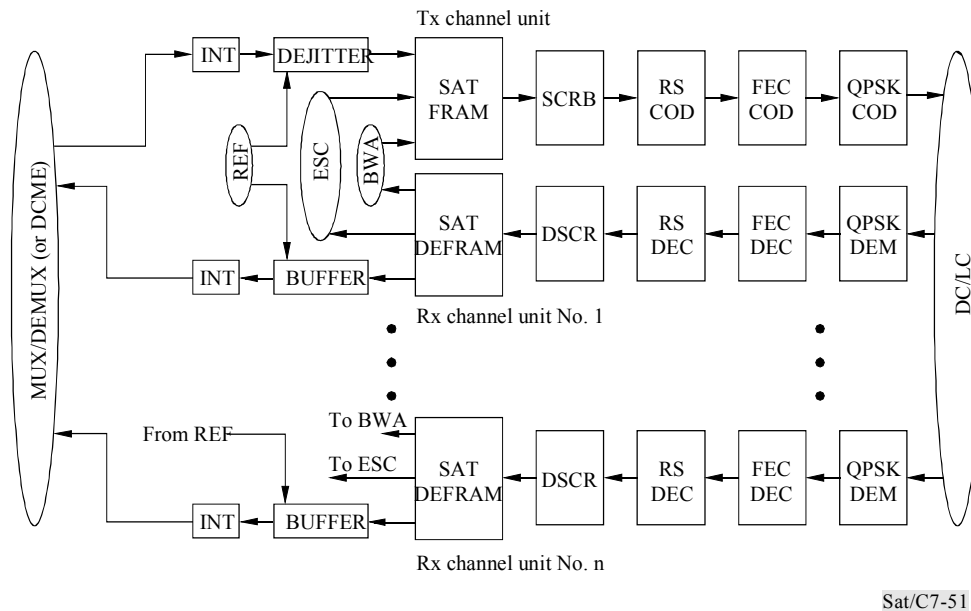 Tx channel unit
INT
DEJITTER
SAT
FRAM
SCRB
RS
COD
FEC
COD
QPSK
COD
MUX/DEMUX (or DCME)
REF
ESC
BWA
DC/LC
SAT
DEFRAM
DSCR
RS
DEC
FEC
DEC
QPSK
DEM
INT
BUFFER
Rx channel unit No. 1
To BWA
From REF
To ESC
SAT
DEFRAM
DSCR
RS
DEC
FEC
DEC
QPSK
DEM
INT
BUFFER
Rx channel unit No. n
Sat/C7-51